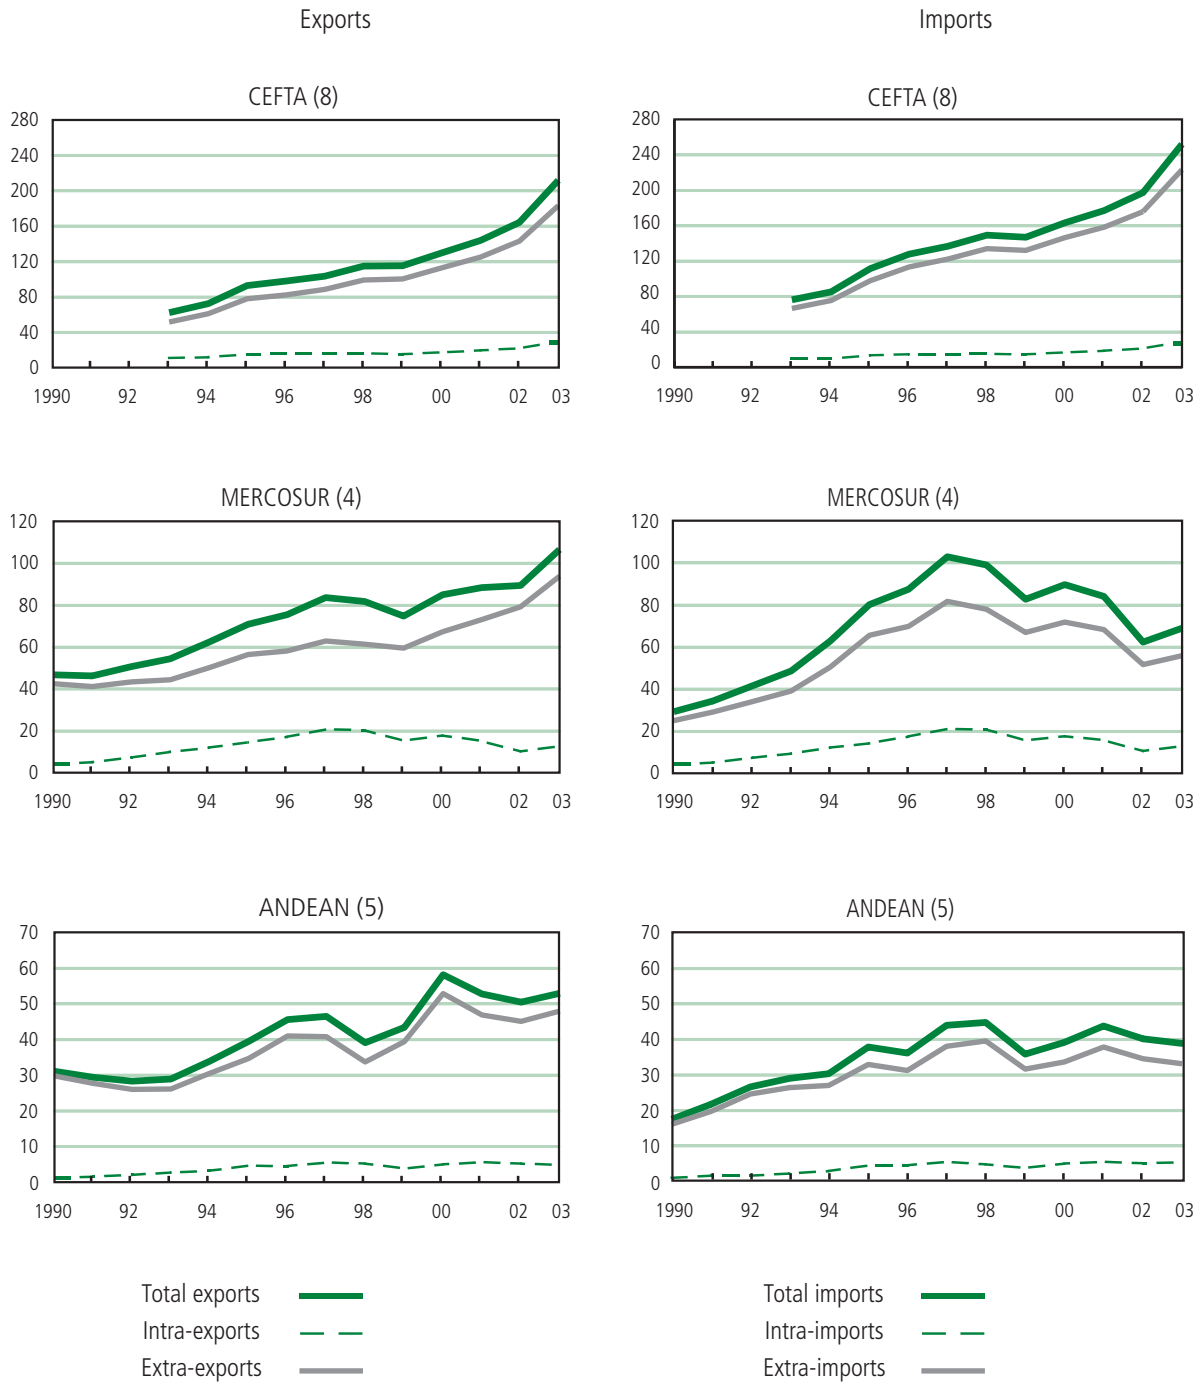 Exports
Imports
CEFTA (8)
280
240
200
160
120
80
40
0
1990 92 94 96 98 00 02 03
CEFTA (8)
280
240
200
160
120
80
40
0
1990 92 94 96 98 00 02 03
MERCOSUR (4)
120
100
80
60
40
20
0
1990 92 94 96 98 00 02 03
MERCOSUR (4)
120
100
80
60
40
20
0
1990 92 94 96 98 00 02 03
ANDEAN (5)
70
60
50
40
30
20
10
0
1990 92 94 96 98 00 02 03
ANDEAN (5)
70
60
50
40
30
20
10
0
1990 92 94 96 98 00 02 03
Total exports
Intra-exports
Extra-exports
Total imports
Intra-imports
Extra-imports